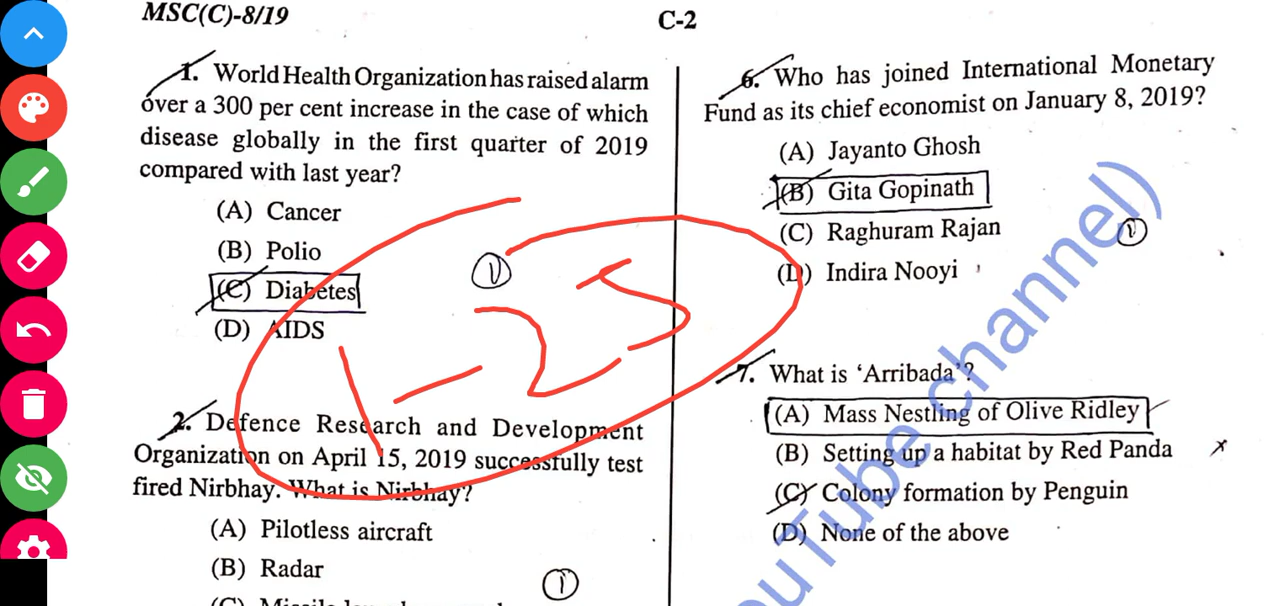 MSC(C)-8/19
C-2
1. World Health Organization has raised alarm
over a 300 per cent increase in the case of which
disease globally in the first quarter of 2019
compared with last year?
(A) Cancer
(B) Polio
(C) Diabetes
(D) AIDS
1
2. Defence Research and Development
Organization on April 15, 2019 successfully test
fired Nirbhay. What is Nirbhay?
(A) Pilotless aircraft
(B) Radar
1
6. Who has joined International Monetary
Fund as its chief economist on January 8, 2019?
(A) Jayanto Ghosh
(B) Gita Gopinath
(C) Raghuram Rajan
(D) Indira Nooyi
1
7. What is ‘Arribada’?
(A) Mass Nestling of Olive Ridley
(B) Setting up a habitat by Red Panda
(C) Colony formation by Penguin
(D) None of the above
ouTube channel)